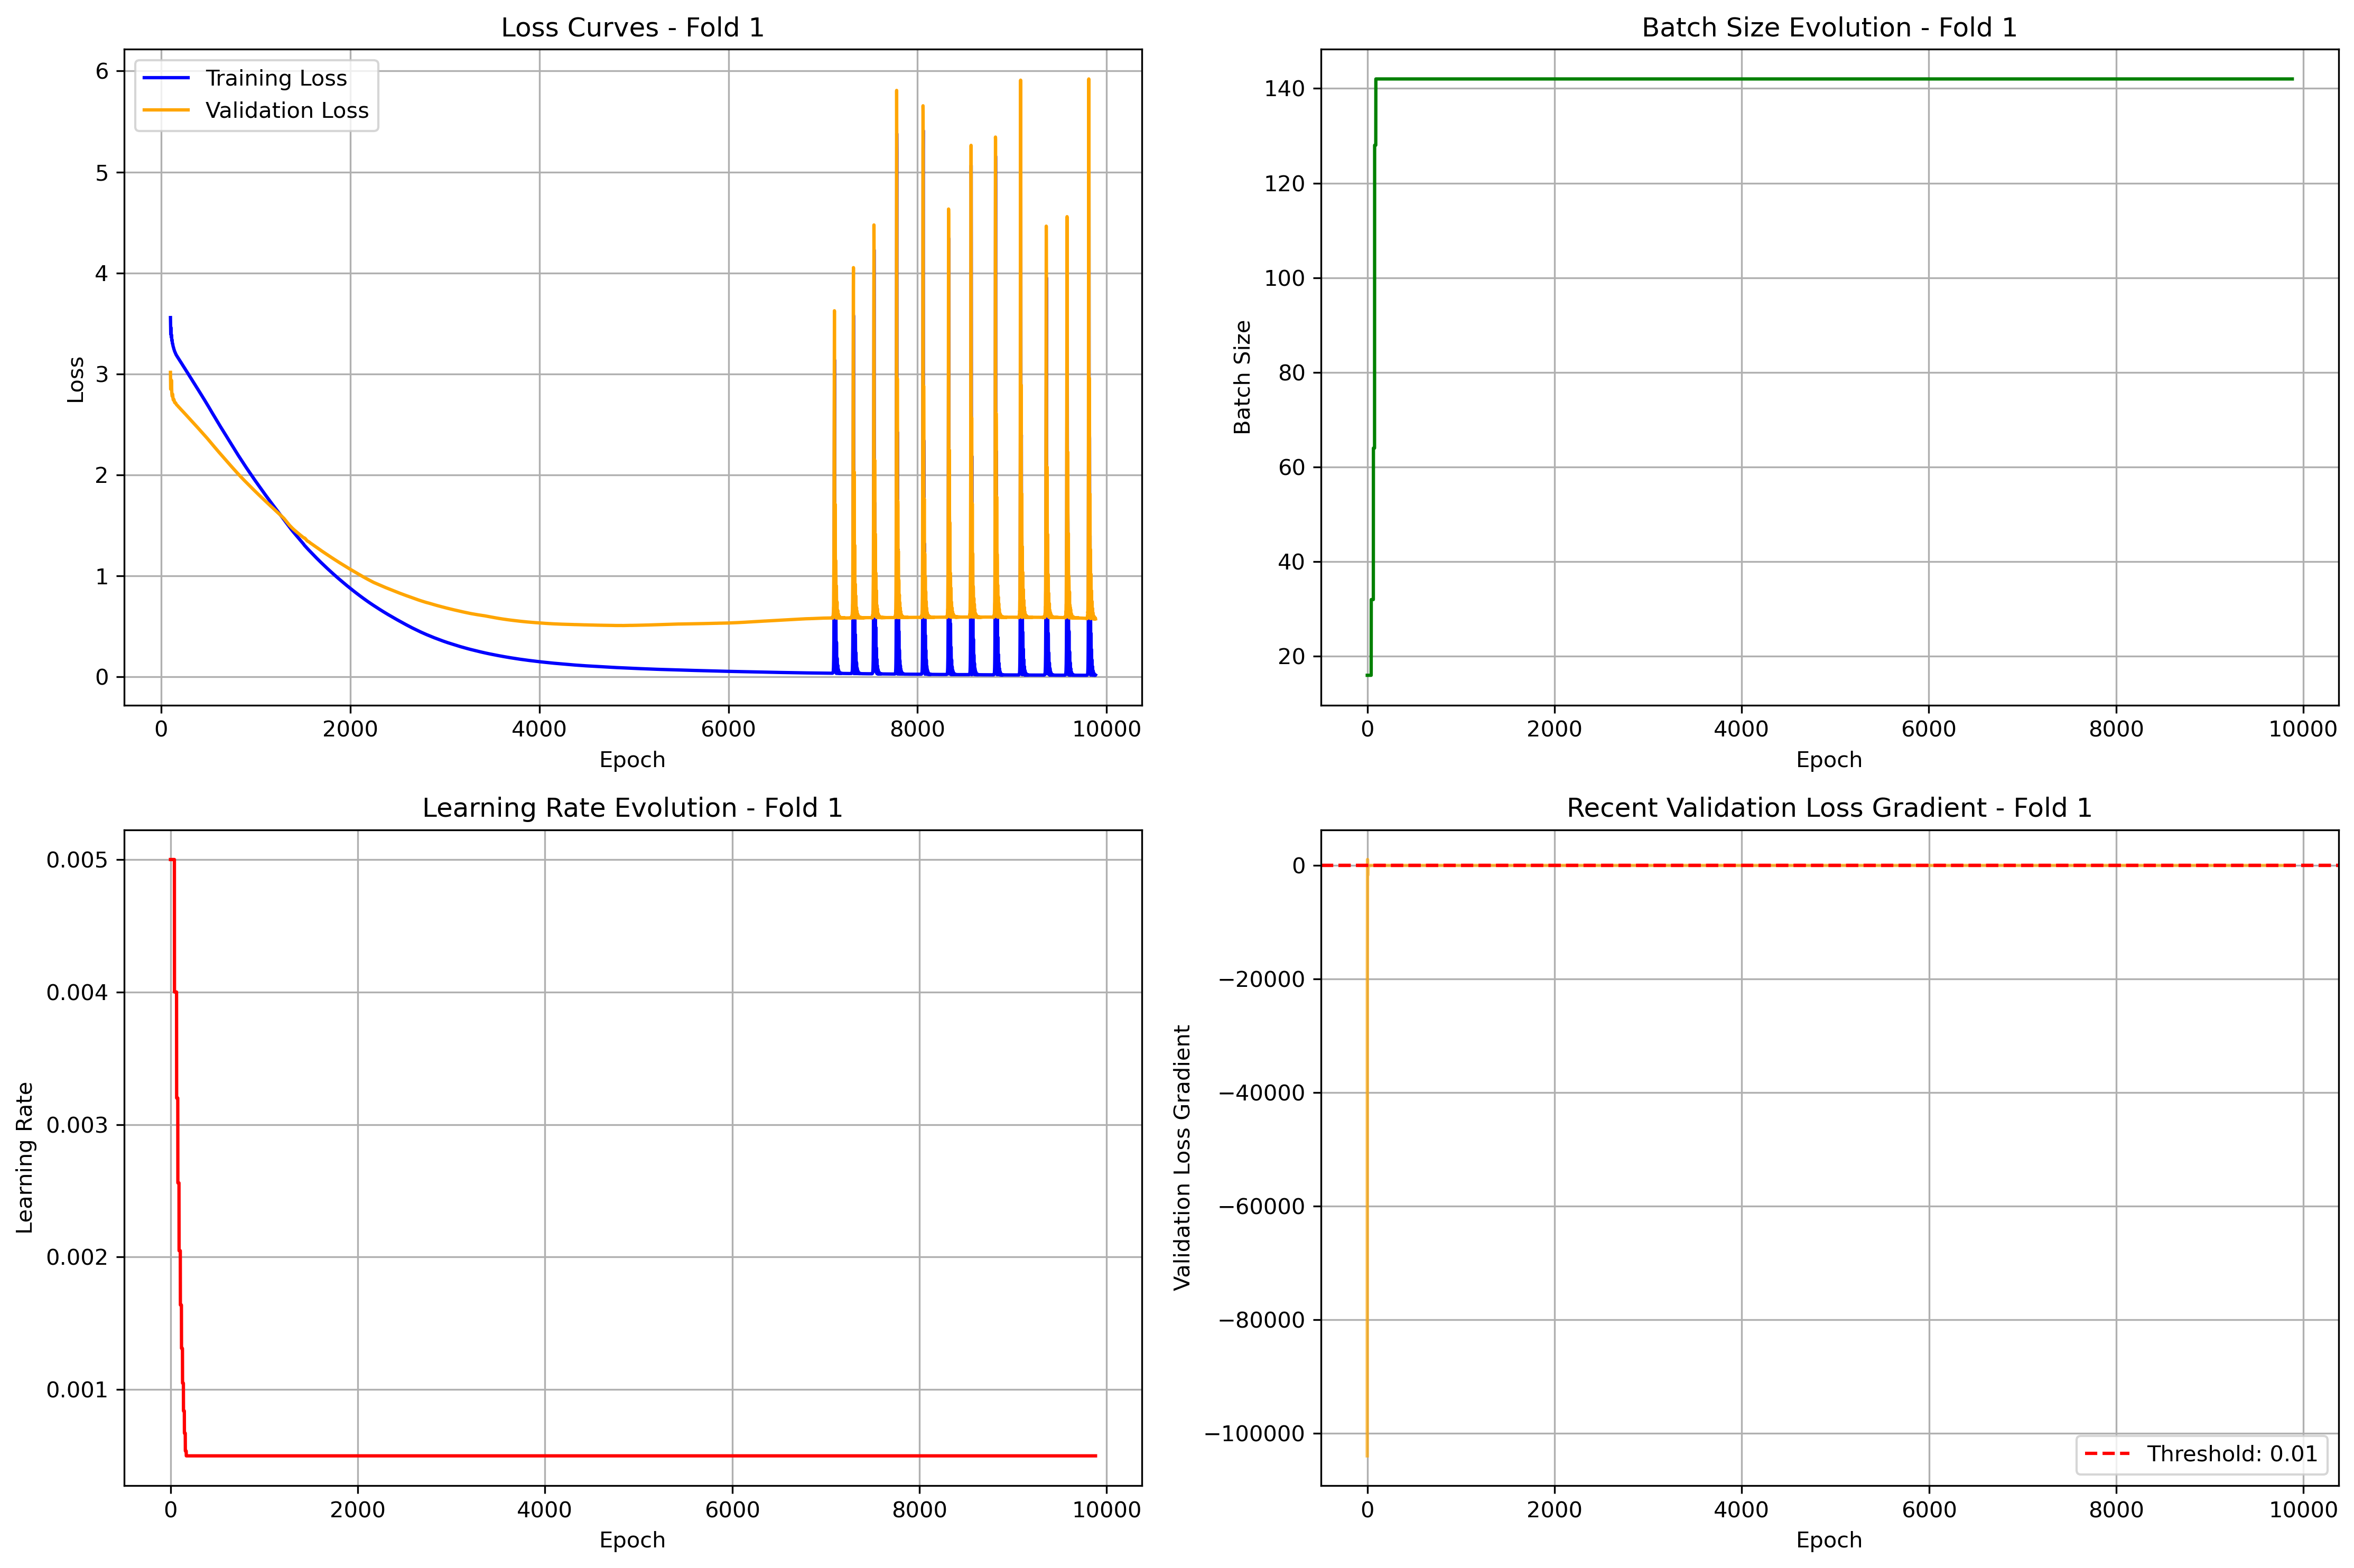 Loss Curves - Fold 1
Training Loss
Validation Loss
6
5
4
3
2
1
0
Loss
0 2000 4000 6000 8000 10000
Epoch
Batch Size Evolution - Fold 1
140
120
100
80
60
40
20
Batch Size
0 2000 4000 6000 8000 10000
Epoch
Learning Rate Evolution - Fold 1
0.005
0.004
0.003
0.002
0.001
Learning Rate
0 2000 4000 6000 8000 10000
Epoch
Recent Validation Loss Gradient - Fold 1
0
−20000
−40000
−60000
−80000
−100000
Validation Loss Gradient
Threshold: 0.01
0 2000 4000 6000 8000 10000
Epoch